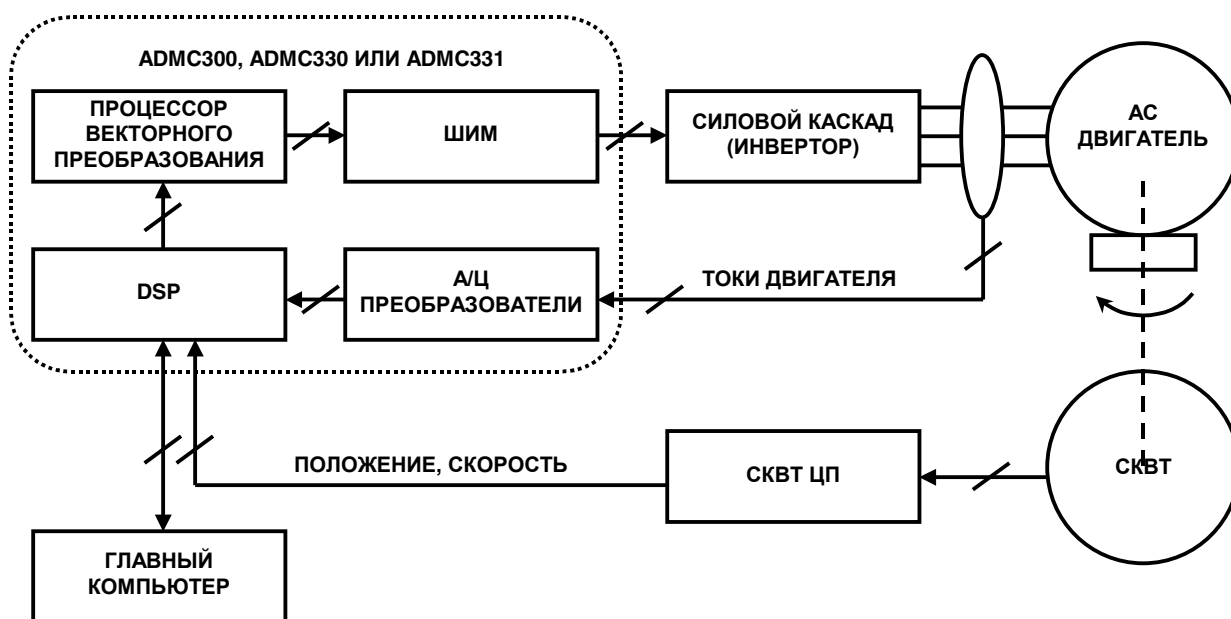 ADMC300, ADMC330 ИЛИ ADMC331
ПРОЦЕССОР
ВЕКТОРНОГО
ПРЕОБРАЗОВАНИЯ
ШИМ
СИЛОВОЙ КАСКАД
(ИНВЕРТОР)
АС
ДВИГАТЕЛЬ
DSP
А/Ц
ПРЕОБРАЗОВАТЕЛИ
ТОКИ ДВИГАТЕЛЯ
ПОЛОЖЕНИЕ, СКОРОСТЬ
СКВТ ЦП
СКВТ
ГЛАВНЫЙ
КОМПЬЮТЕР